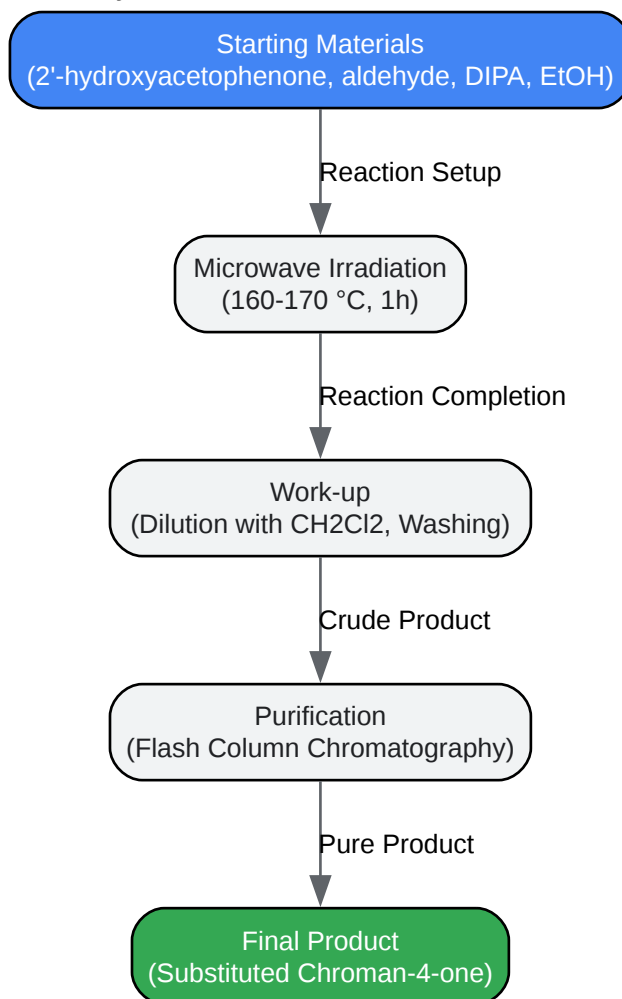 Starting Materials
(2'-hydroxyacetophenone, aldehyde, DIPA, EtOH)
Reaction Setup
Microwave Irradiation
(160-170 °C, 1h)
Reaction Completion
Work-up
(Dilution with CH2Cl2, Washing)
Crude Product
Purification
(Flash Column Chromatography)
Pure Product
Final Product
(Substituted Chroman-4-one)